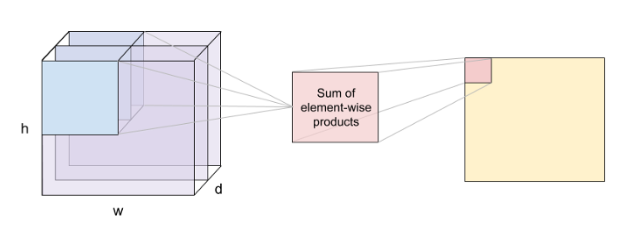 h
w
d
Sum of
element-wise
products